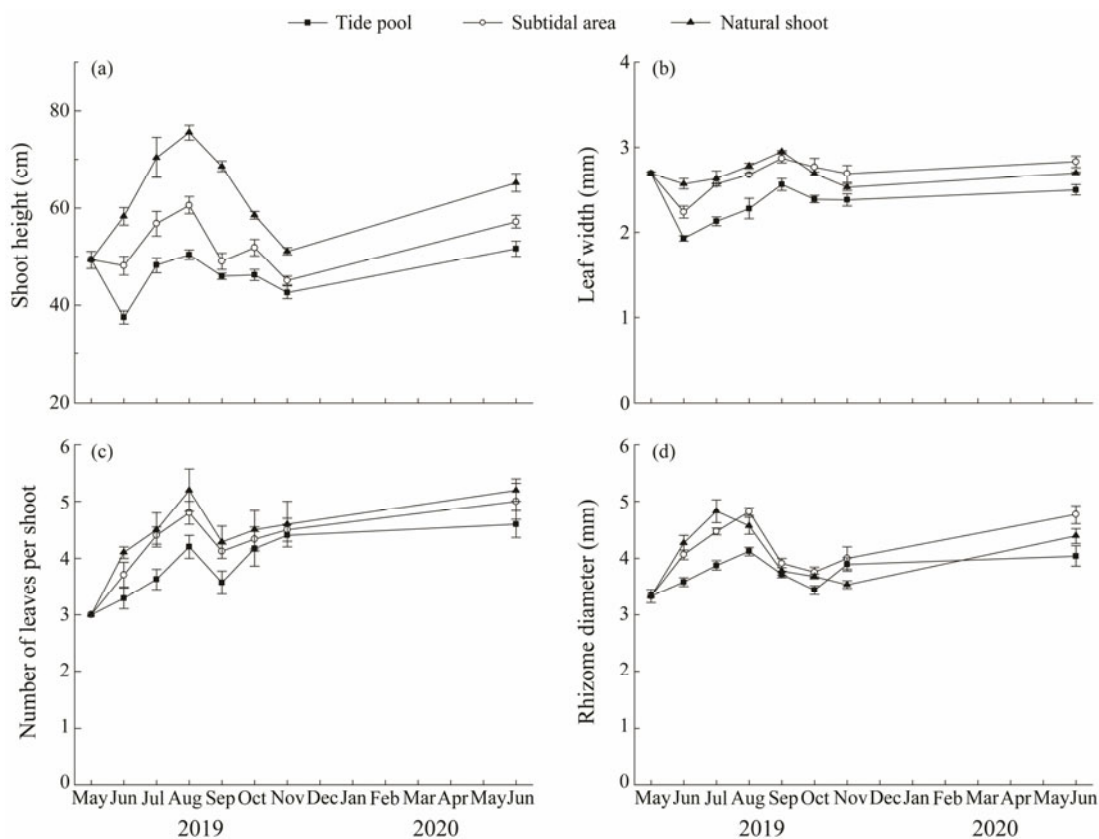 Tide pool Subtidal area Natural shoot
(a)
80
60
40
20
Shoot height (cm)
(b)
4
3
2
1
0
Leaf width (mm)
(c)
6
5
4
3
2
1
0
Number of leaves per shoot
May Jun Jul Aug Sep Oct Nov Dec Jan Feb Mar Apr May Jun
2019 2020
(d)
6
5
4
3
2
1
0
Rhizome diameter (mm)
May Jun Jul Aug Sep Oct Nov Dec Jan Feb Mar Apr May Jun
2019 2020